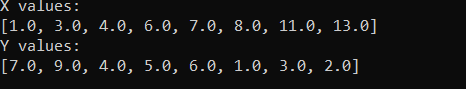 X values:
[1.0, 3.0, 4.0, 6.0, 7.0, 8.0, 11.0, 13.0]
Y values:
[7.0, 9.0, 4.0, 5.0, 6.0, 1.0, 3.0, 2.0]